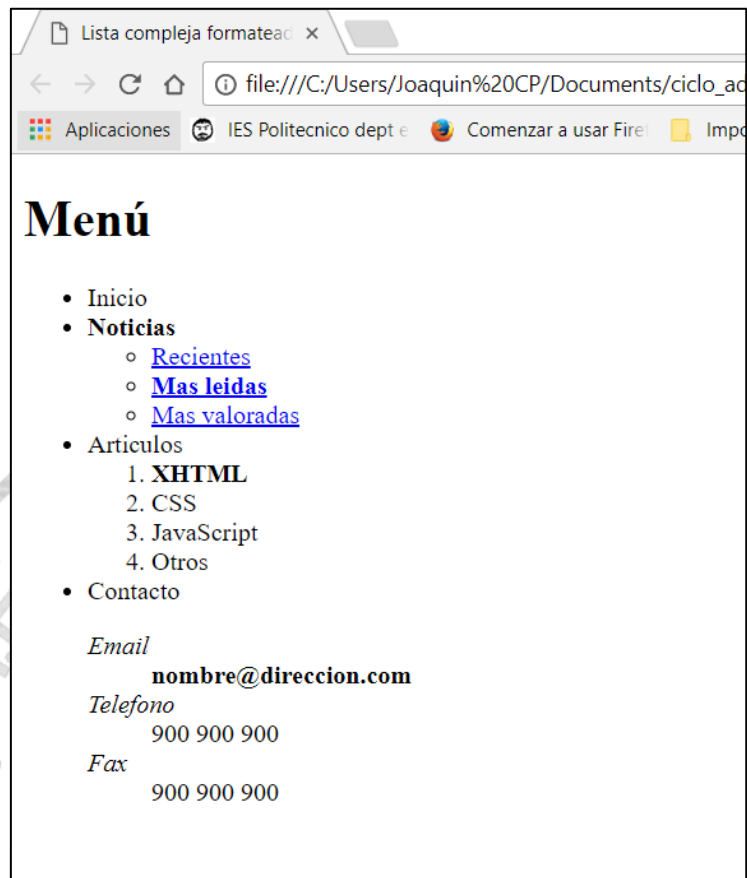 Lista compleja formatead
file:///C:/Users/Joaquin%20CP/Documents/ciclo_ad
Aplicaciones IES Politecnico dept e Comenzar a usar Firef Impo
Menú
• Inicio
• Noticias
◦ Recientes
◦ Mas leidas
◦ Mas valoradas
• Articulos
1. XHTML
2. CSS
3. JavaScript
4. Otros
• Contacto
Email
nombre@direccion.com
Telefono
900 900 900
Fax
900 900 900